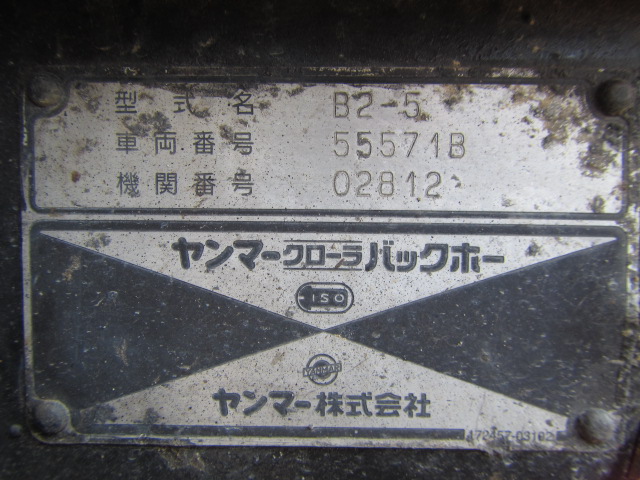 型式名 B2-5
車両番号 55571B
機関番号 02812
ヤンマークローラバックホー
ISO
YANMAR
ヤンマー株式会社
172457-03182